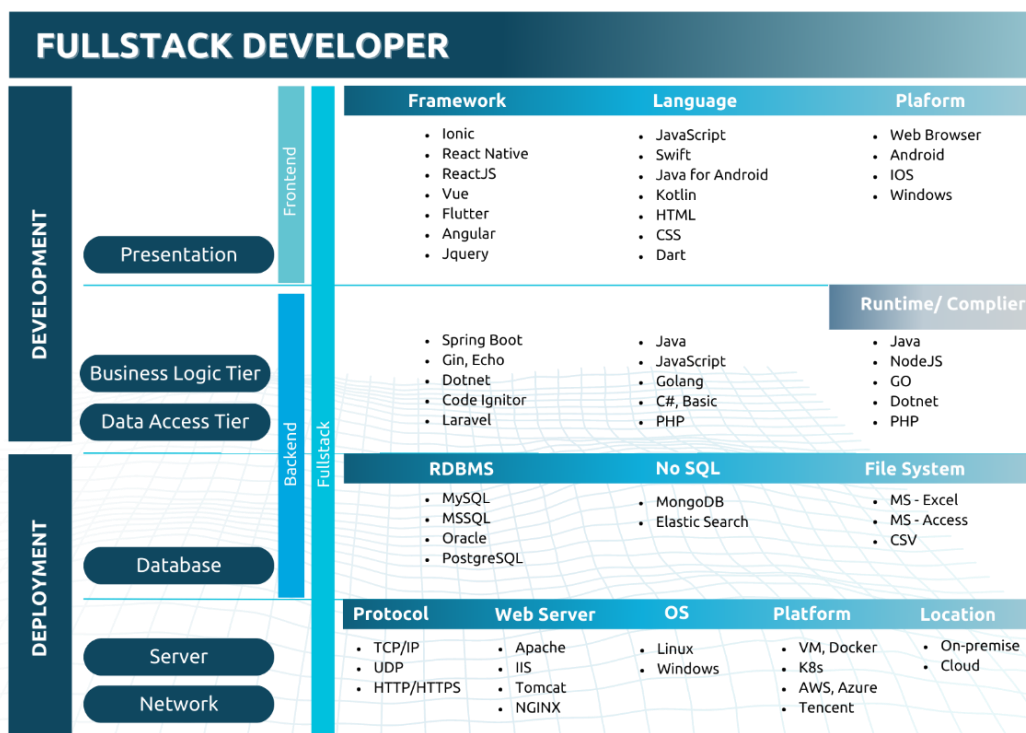 FULLSTACK DEVELOPER
DEVELOPMENT
Frontend
Fullstack
Framework
Language
Plaform
Ionic
React Native
ReactJS
Vue
Flutter
Angular
Jquery
JavaScript
Swift
Java for Android
Kotlin
HTML
CSS
Dart
Web Browser
Android
IOS
Windows
Presentation
Backend
Runtime/ Complier
Business Logic Tier
Data Access Tier
Spring Boot
Gin, Echo
Dotnet
Code Ignitor
Laravel
Java
JavaScript
Golang
C#, Basic
PHP
Java
NodeJS
GO
Dotnet
PHP
DEPLOYMENT
RDBMS
No SQL
File System
MySQL
MSSQL
Oracle
PostgreSQL
MongoDB
Elastic Search
MS - Excel
MS - Access
CSV
Database
Protocol
Web Server
OS
Platform
Location
Server
Network
TCP/IP
UDP
HTTP/HTTPS
Apache
IIS
Tomcat
NGINX
Linux
Windows
VM, Docker
K8s
AWS, Azure
Tencent
On-premise
Cloud